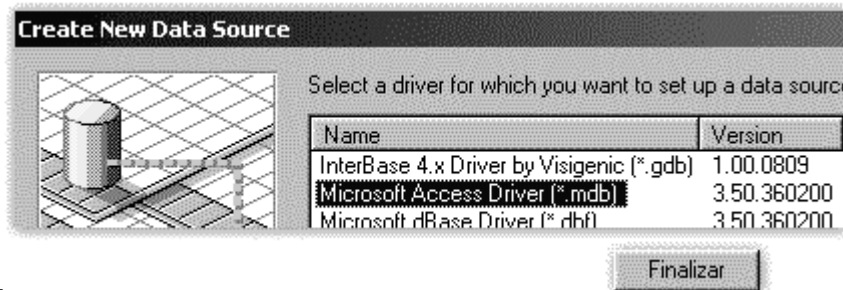 Create New Data Source
Select a driver for which you want to set up a data sourc
Name Version
InterBase 4.x Driver by Visigenic (*.gdb) 1.00.0809
Microsoft Access Driver (*.mdb) 3.50.360200
Microsoft dBase Driver (*.dbf) 3.50.360200
Finalizar